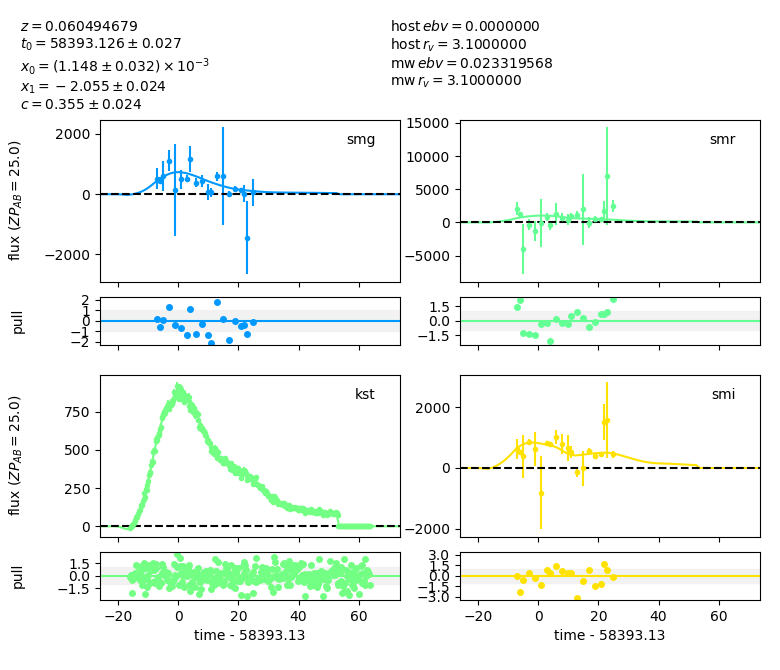 z = 0.060494679
host ebv = 0.0000000
t₀ = 58393.126 ± 0.027
host r_v = 3.1000000
x₀ = (1.148 ± 0.032) × 10⁻³
mw ebv = 0.023319568
x₁ = −2.055 ± 0.024
mw r_v = 3.1000000
c = 0.355 ± 0.024
smg
smr
2000
0
−2000
15000
10000
5000
0
−5000
flux (ZP_AB = 25.0)
2
1
0
−1
−2
1.5
0.0
−1.5
pull
kst
smi
750
500
250
0
2000
0
−2000
flux (ZP_AB = 25.0)
1.5
0.0
−1.5
3.0
1.5
0.0
−1.5
−3.0
pull
−20 0 20 40 60
−20 0 20 40 60
time - 58393.13
time - 58393.13